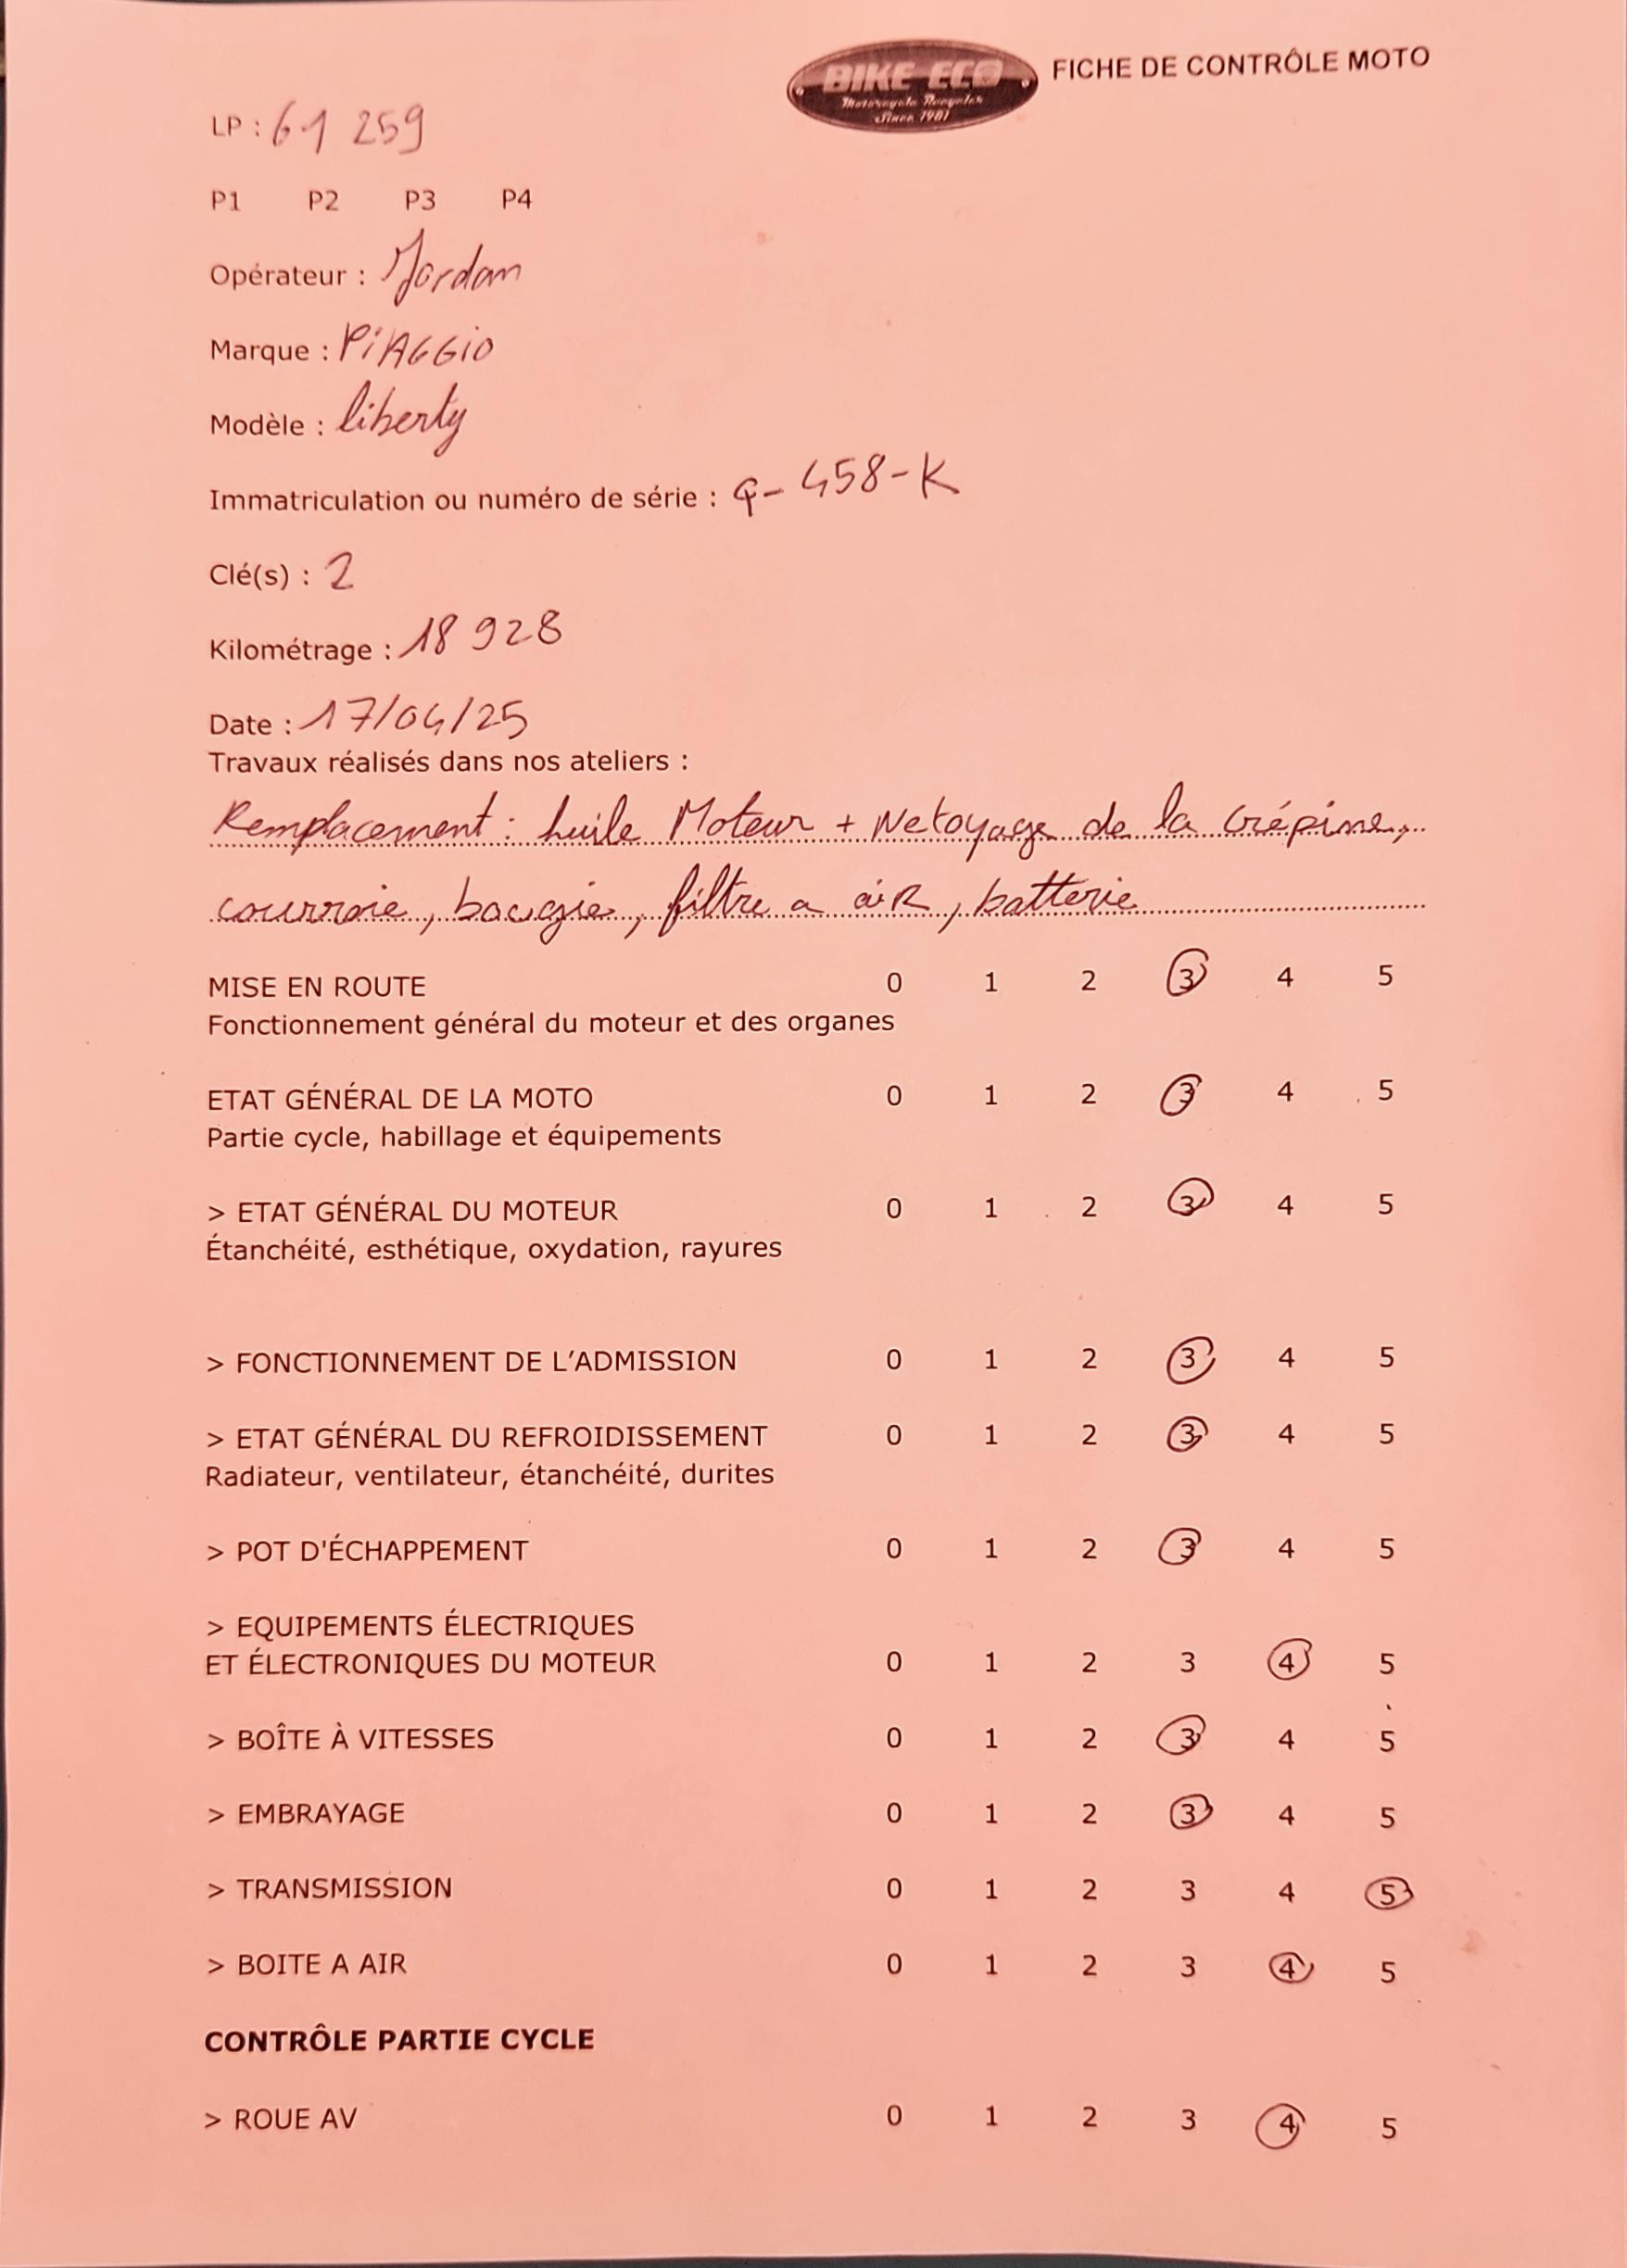 BIKE ECO
Motorcycle Recycler
Since 1981
FICHE DE CONTRÔLE MOTO
LP : 61 259
P1 P2 P3 P4
Opérateur : Jordan
Marque : PiAGGiO
Modèle : liberty
Immatriculation ou numéro de série : Q-458-K
Clé(s) : 2
Kilométrage : 18 928
Date : 17/04/25
Travaux réalisés dans nos ateliers :
Remplacement : huile Moteur + Netoyage de la Crépine,
courroie, bougie, filtre a aiR, batterie
MISE EN ROUTE 0 1 2 3 4 5
Fonctionnement général du moteur et des organes
ETAT GÉNÉRAL DE LA MOTO 0 1 2 3 4 5
Partie cycle, habillage et équipements
> ETAT GÉNÉRAL DU MOTEUR 0 1 2 3 4 5
Étanchéité, esthétique, oxydation, rayures
> FONCTIONNEMENT DE L'ADMISSION 0 1 2 3 4 5
> ETAT GÉNÉRAL DU REFROIDISSEMENT 0 1 2 3 4 5
Radiateur, ventilateur, étanchéité, durites
> POT D'ÉCHAPPEMENT 0 1 2 3 4 5
> EQUIPEMENTS ÉLECTRIQUES
ET ÉLECTRONIQUES DU MOTEUR 0 1 2 3 4 5
> BOÎTE À VITESSES 0 1 2 3 4 5
> EMBRAYAGE 0 1 2 3 4 5
> TRANSMISSION 0 1 2 3 4 5
> BOITE A AIR 0 1 2 3 4 5
CONTRÔLE PARTIE CYCLE
> ROUE AV 0 1 2 3 4 5